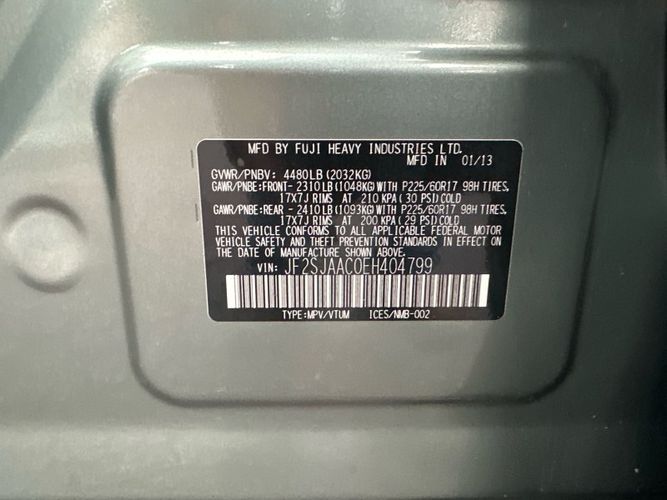 MFD BY FUJI HEAVY INDUSTRIES LTD.
MFD IN 01/13
GVWR/PNBV: 4480LB(2032KG)
GAWR/PNBE:FRONT-2310LB(1048KG) WITH P225/60R17 98H TIRES,
17X7J RIMS AT 210 KPA (30 PSI)COLD
GAWR/PNBE:REAR -2410LB(1093KG)WITH P225/60R17 98H TIRES,
17X7J RIMS AT 200 KPA(29 PSI)COLD
THIS VEHICLE CONFORMS TO ALL APPLICABLE FEDERAL MOTOR
VEHICLE SAFETY AND THEFT PREVENTION STANDARDS IN EFFECT ON
THE DATE OF MANUFACTURE SHOWN ABOVE.
VIN: JF2SJAAC0EH404799
TYPE:MPV/VTUM ICES/NMB-002